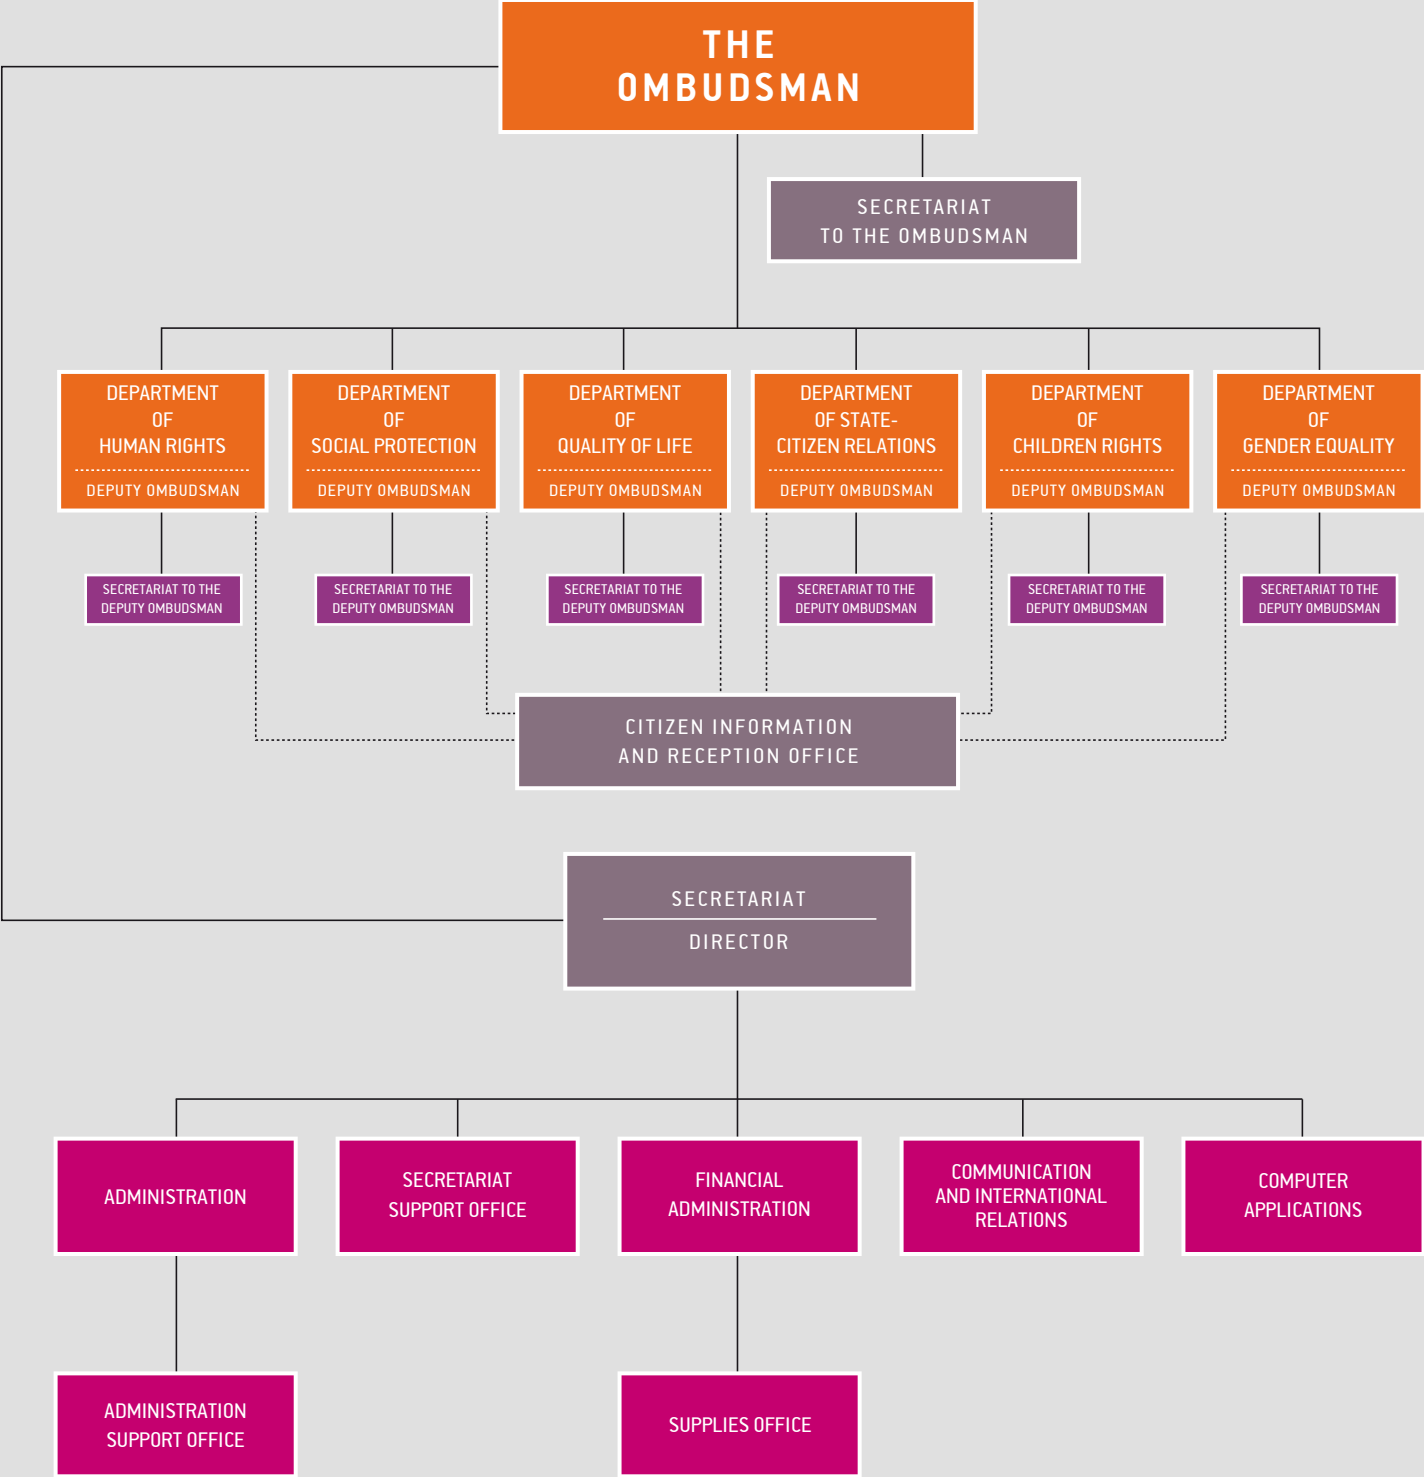 THE
OMBUDSMAN
SECRETARIAT
TO THE OMBUDSMAN
DEPARTMENT
OF
HUMAN RIGHTS
DEPUTY OMBUDSMAN
DEPARTMENT
OF
SOCIAL PROTECTION
DEPUTY OMBUDSMAN
DEPARTMENT
OF
QUALITY OF LIFE
DEPUTY OMBUDSMAN
DEPARTMENT
OF STATE-
CITIZEN RELATIONS
DEPUTY OMBUDSMAN
DEPARTMENT
OF
CHILDREN RIGHTS
DEPUTY OMBUDSMAN
DEPARTMENT
OF
GENDER EQUALITY
DEPUTY OMBUDSMAN
SECRETARIAT TO THE
DEPUTY OMBUDSMAN
SECRETARIAT TO THE
DEPUTY OMBUDSMAN
SECRETARIAT TO THE
DEPUTY OMBUDSMAN
SECRETARIAT TO THE
DEPUTY OMBUDSMAN
SECRETARIAT TO THE
DEPUTY OMBUDSMAN
SECRETARIAT TO THE
DEPUTY OMBUDSMAN
CITIZEN INFORMATION
AND RECEPTION OFFICE
SECRETARIAT
DIRECTOR
ADMINISTRATION
SECRETARIAT
SUPPORT OFFICE
FINANCIAL
ADMINISTRATION
COMMUNICATION
AND INTERNATIONAL
RELATIONS
COMPUTER
APPLICATIONS
ADMINISTRATION
SUPPORT OFFICE
SUPPLIES OFFICE